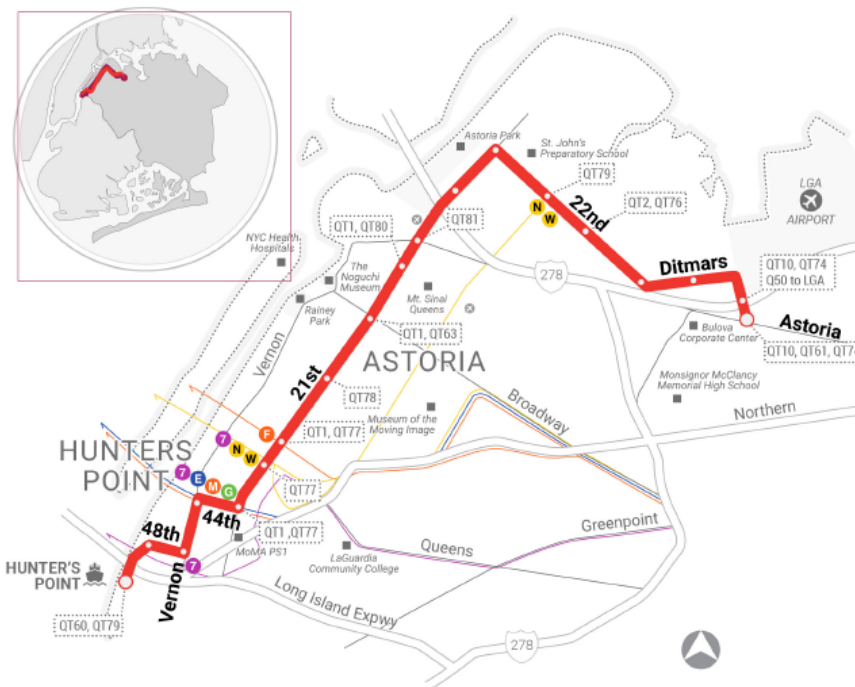 Astoria Park
St. John's
Preparatory School
QT79
LGA
AIRPORT
N
W
22nd
QT2, QT76
QT1, QT80
QT81
NYC Health
Hospitals
The
Noguchi
Museum
Mt. Sinai
Queens
278
Ditmars
QT10, QT74
Q50 to LGA
Rainey
Park
Vernon
QT1, QT63
Bulova
Corporate Center
Astoria
QT10, QT61, QT7
21st
ASTORIA
Monsignor McClancy
Memorial High School
QT78
Museum of the
Moving Image
Broadway
Northern
F
7
N
W
QT1, QT77
HUNTERS
POINT
7
E
M
G
QT77
44th
QT1 ,QT77
MoMA PS1
48th
Vernon
7
LaGuardia
Community College
Queens
Greenpoint
HUNTER'S
POINT
Long Island Expwy
QT60, QT79
278